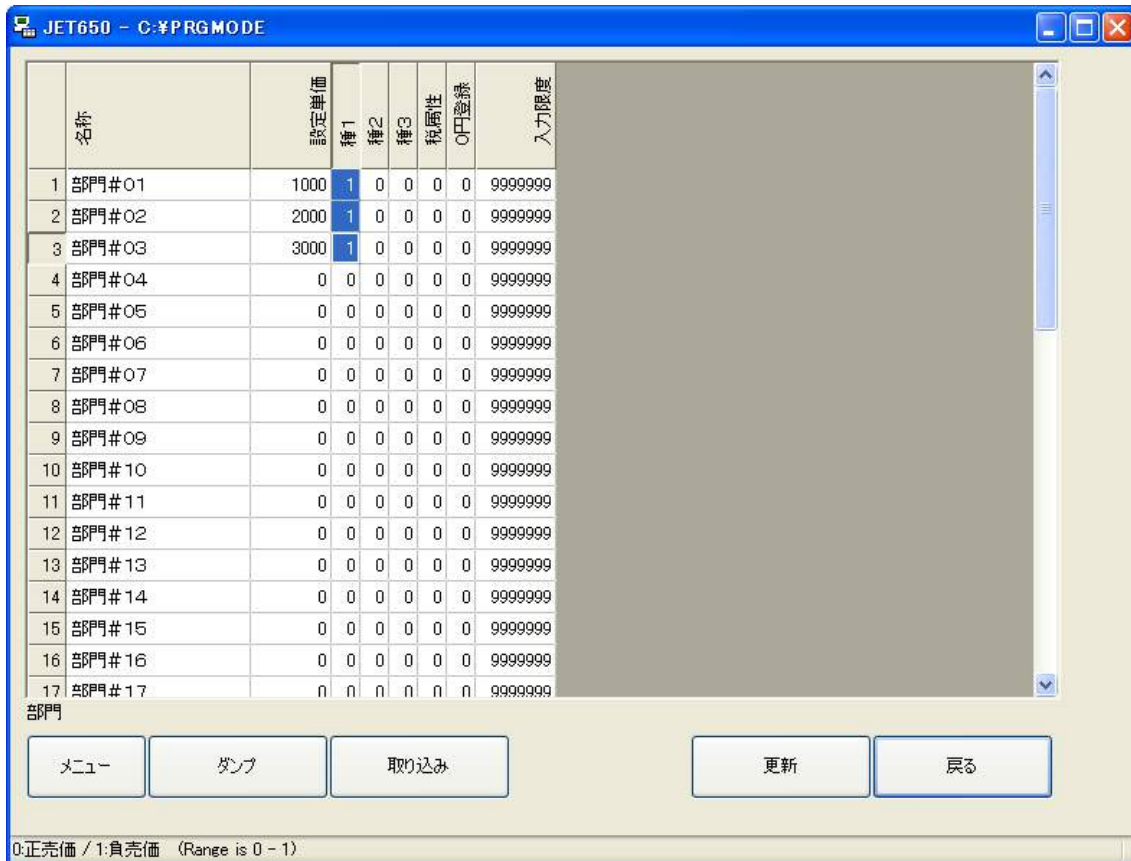 JET650 - C:¥PRGMODE
名称 設定単価 種1 種2 種3 税属性 0円登録 入力限度
1 部門#01 1000 1 0 0 0 0 9999999
2 部門#02 2000 1 0 0 0 0 9999999
3 部門#03 3000 1 0 0 0 0 9999999
4 部門#04 0 0 0 0 0 0 9999999
5 部門#05 0 0 0 0 0 0 9999999
6 部門#06 0 0 0 0 0 0 9999999
7 部門#07 0 0 0 0 0 0 9999999
8 部門#08 0 0 0 0 0 0 9999999
9 部門#09 0 0 0 0 0 0 9999999
10 部門#10 0 0 0 0 0 0 9999999
11 部門#11 0 0 0 0 0 0 9999999
12 部門#12 0 0 0 0 0 0 9999999
13 部門#13 0 0 0 0 0 0 9999999
14 部門#14 0 0 0 0 0 0 9999999
15 部門#15 0 0 0 0 0 0 9999999
16 部門#16 0 0 0 0 0 0 9999999
17 部門#17 0 0 0 0 0 0 9999999
部門
メニュー ダンプ 取り込み 更新 戻る
0:正売価 / 1:負売価 (Range is 0 - 1)